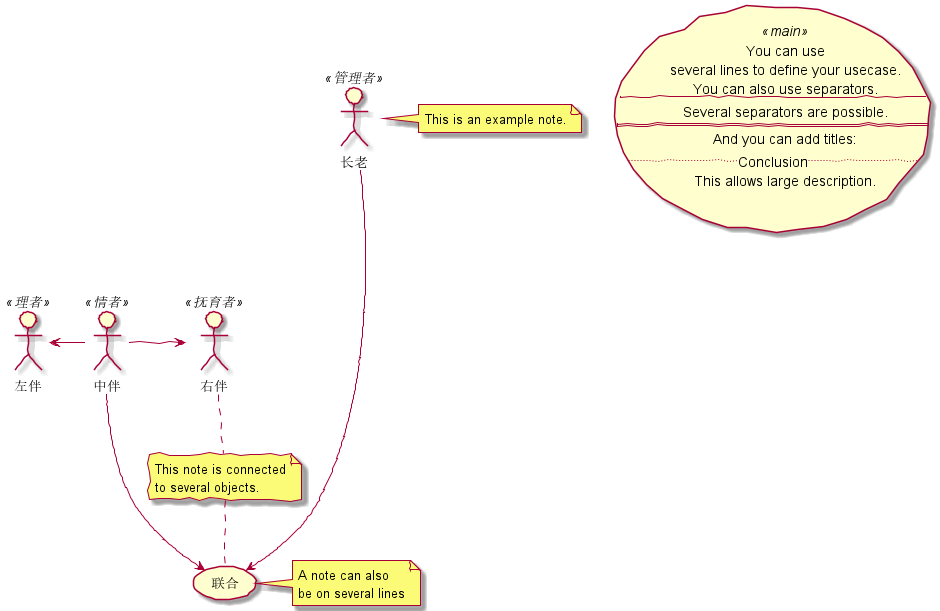 «main»
You can use
several lines to define your usecase.
You can also use separators.
Several separators are possible.
And you can add titles:
Conclusion
This allows large description.
«管理者»
This is an example note.
长老
«理者» «情者» «抚育者»
左伴 中伴 右伴
This note is connected
to several objects.
联合
A note can also
be on several lines